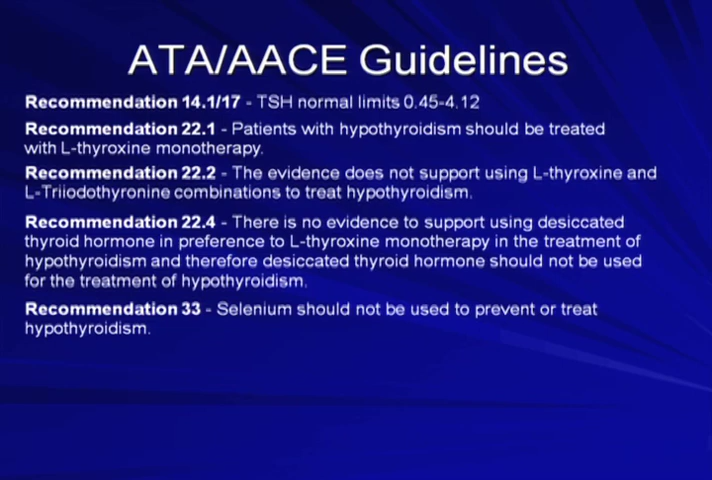 ATA/AACE Guidelines
Recommendation 14.1/17 - TSH normal limits 0.45-4.12
Recommendation 22.1 - Patients with hypothyroidism should be treated
with L-thyroxine monotherapy.
Recommendation 22.2 - The evidence does not support using L-thyroxine and
L-Triiodothyronine combinations to treat hypothyroidism.
Recommendation 22.4 - There is no evidence to support using desiccated
thyroid hormone in preference to L-thyroxine monotherapy in the treatment of
hypothyroidism and therefore desiccated thyroid hormone should not be used
for the treatment of hypothyroidism.
Recommendation 33 - Selenium should not be used to prevent or treat
hypothyroidism.